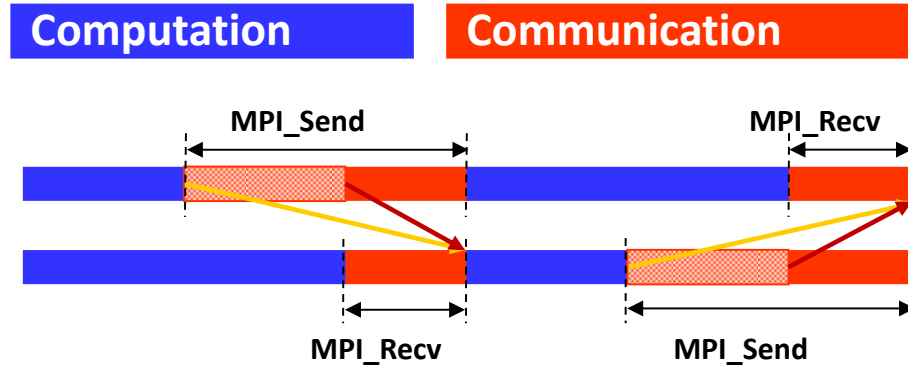 Computation
Communication
MPI_Send
MPI_Recv
MPI_Recv
MPI_Send